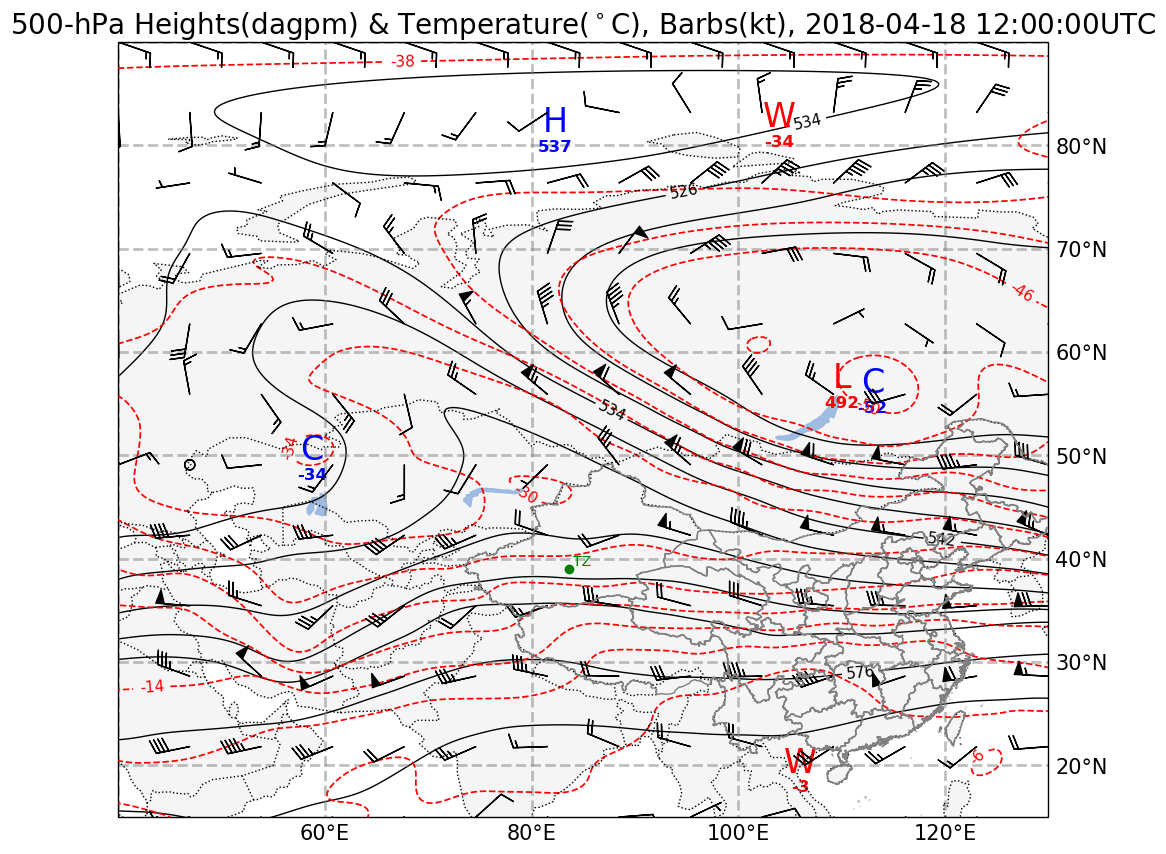 500-hPa Heights(dagpm) & Temperature(°C), Barbs(kt), 2018-04-18 12:00:00UTC
-38
H
537
W
-34
534
526
80°N
70°N
-46
60°N
L
492
C
-52
534
-34
C
-34
50°N
-30
542
TZ
40°N
-14
576
30°N
W
-3
-6
20°N
60°E
80°E
100°E
120°E